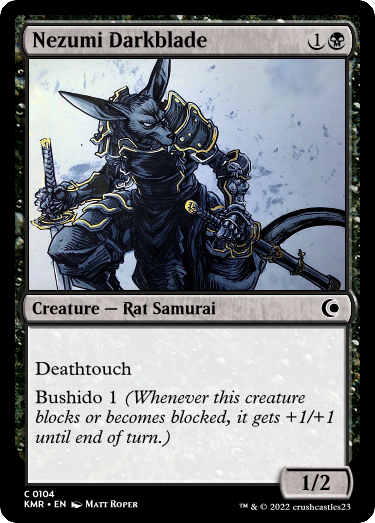 Nezumi Darkblade 1
Creature — Rat Samurai
Deathtouch
Bushido 1 (Whenever this creature
blocks or becomes blocked, it gets +1/+1
until end of turn.)
1/2
C 0104
KMR • EN Matt Roper
™ & © 2022 crushcastles23